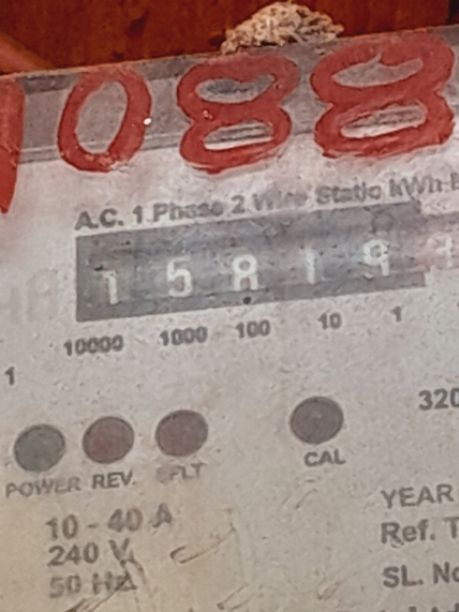 1088
A.C. 1 Phase 2 Wire Static kWh
1 5 8 1 9
10000 1000 100 10 1
1
320
POWER REV. CAL
10 - 40 A
240 V.
50 Hz.
YEAR
Ref.
SL. No